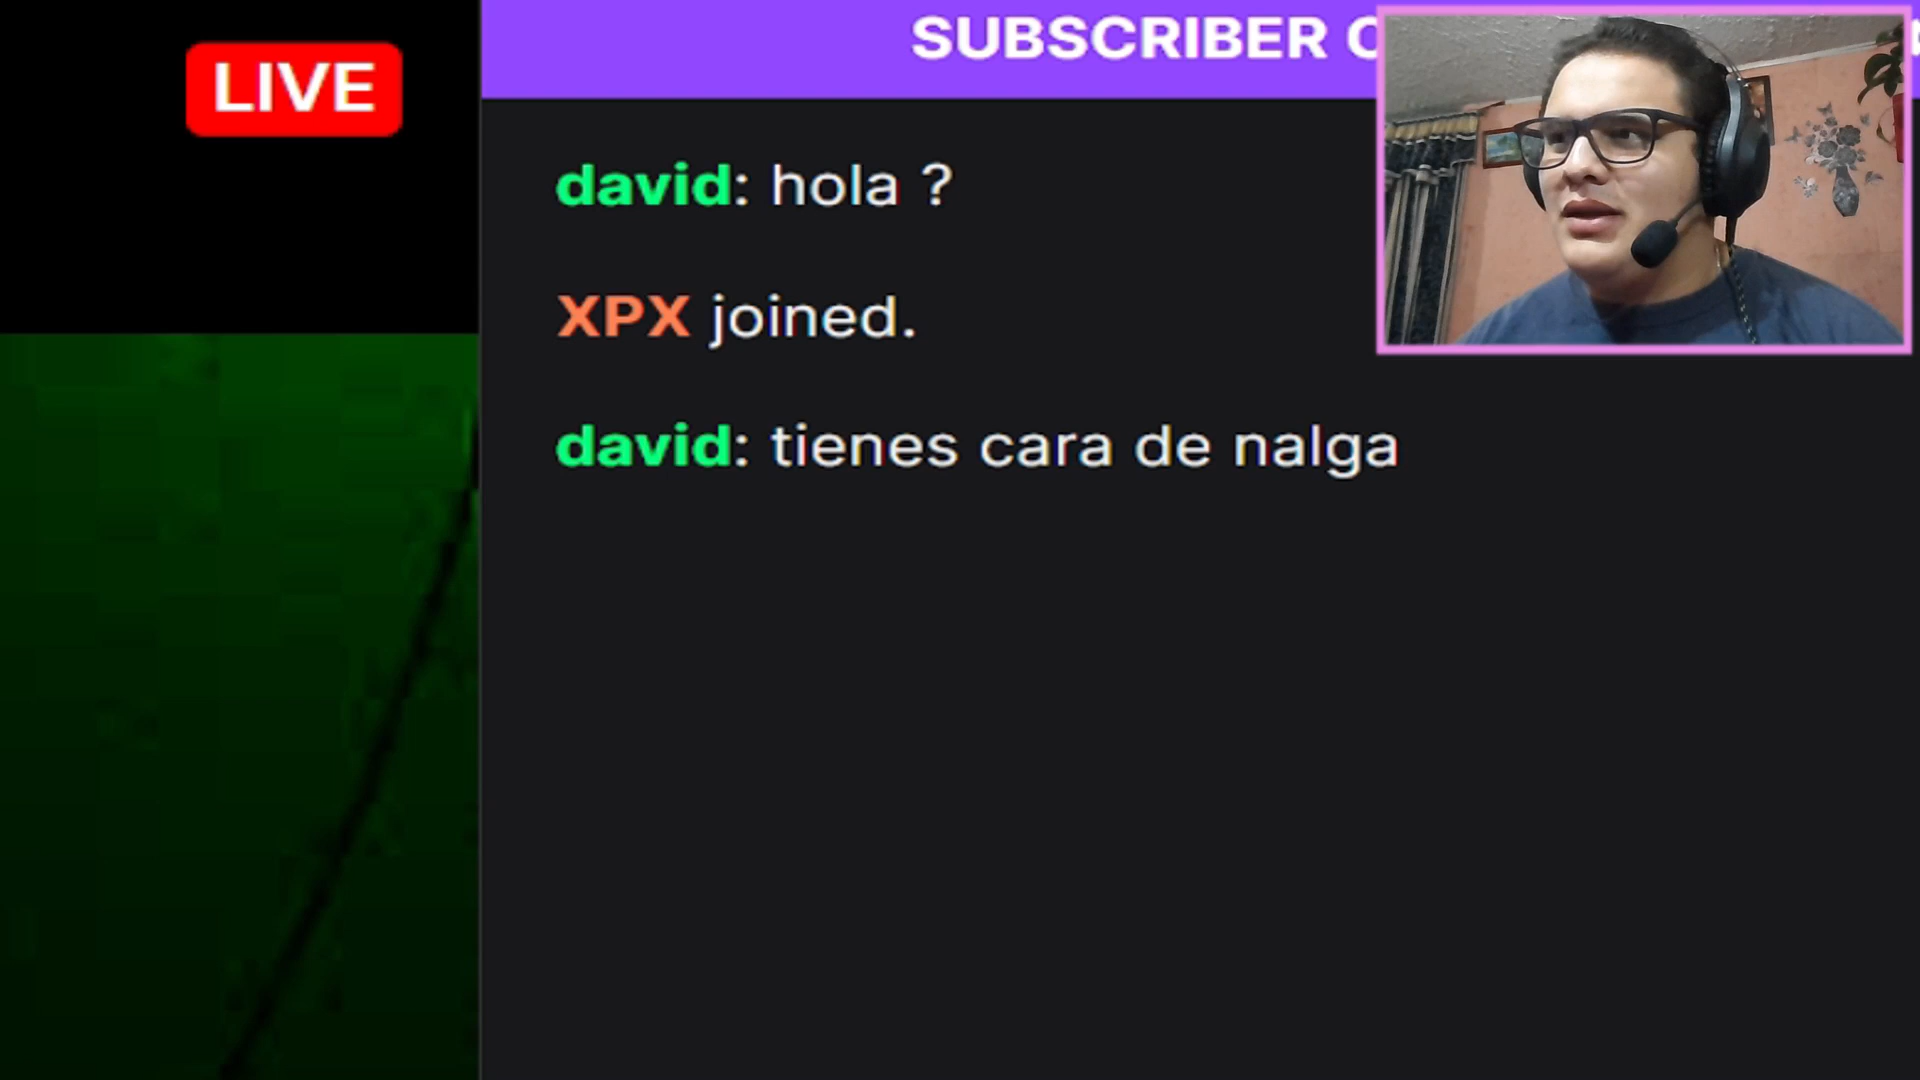 LIVE
SUBSCRIBER
david: hola ?
XPX joined.
david: tienes cara de nalga